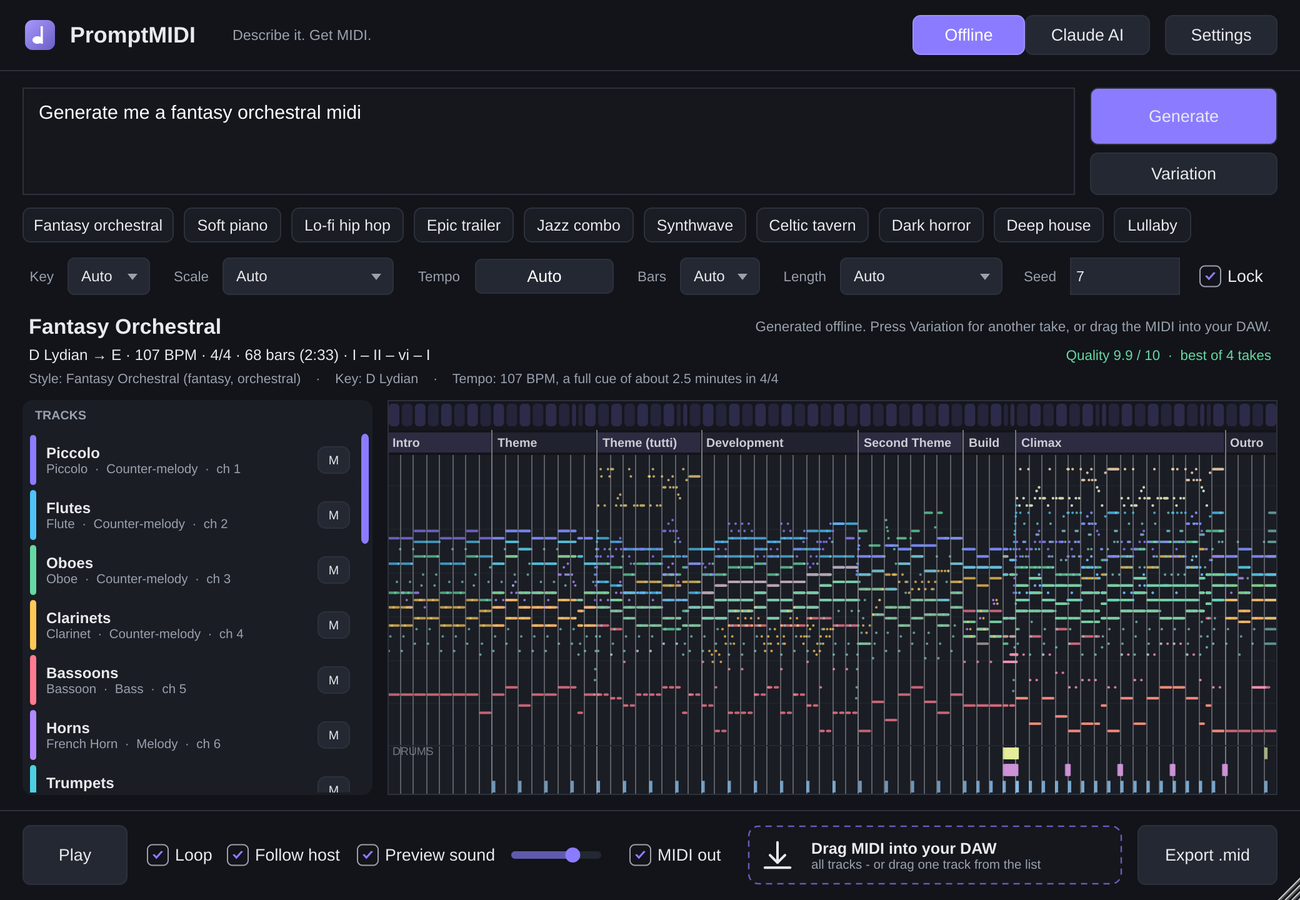 PromptMIDI
Describe it. Get MIDI.
Offline
Claude AI
Settings
Generate me a fantasy orchestral midi
Generate
Variation
Fantasy orchestral
Soft piano
Lo-fi hip hop
Epic trailer
Jazz combo
Synthwave
Celtic tavern
Dark horror
Deep house
Lullaby
Key Auto
Scale Auto
Tempo Auto
Bars Auto
Length Auto
Seed 7
Lock
Fantasy Orchestral
Generated offline. Press Variation for another take, or drag the MIDI into your DAW.
D Lydian → E · 107 BPM · 4/4 · 68 bars (2:33) · I – II – vi – I
Quality 9.9 / 10 · best of 4 takes
Style: Fantasy Orchestral (fantasy, orchestral) · Key: D Lydian · Tempo: 107 BPM, a full cue of about 2.5 minutes in 4/4
TRACKS
Piccolo
Piccolo · Counter-melody · ch 1
M
Flutes
Flute · Counter-melody · ch 2
M
Oboes
Oboe · Counter-melody · ch 3
M
Clarinets
Clarinet · Counter-melody · ch 4
M
Bassoons
Bassoon · Bass · ch 5
M
Horns
French Horn · Melody · ch 6
M
Trumpets
M
Intro
Theme
Theme (tutti)
Development
Second Theme
Build
Climax
Outro
DRUMS
Play
Loop
Follow host
Preview sound
MIDI out
Drag MIDI into your DAW
all tracks - or drag one track from the list
Export .mid